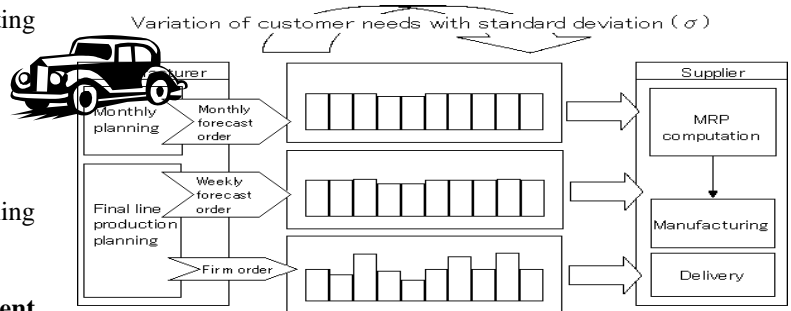 Variation of customer needs with standard deviation (σ)
Supplier
Monthly
planning
Monthly
forecast
order
MRP
computation
Weekly
forecast
order
Final line
production
planning
Manufacturing
Firm order
Delivery